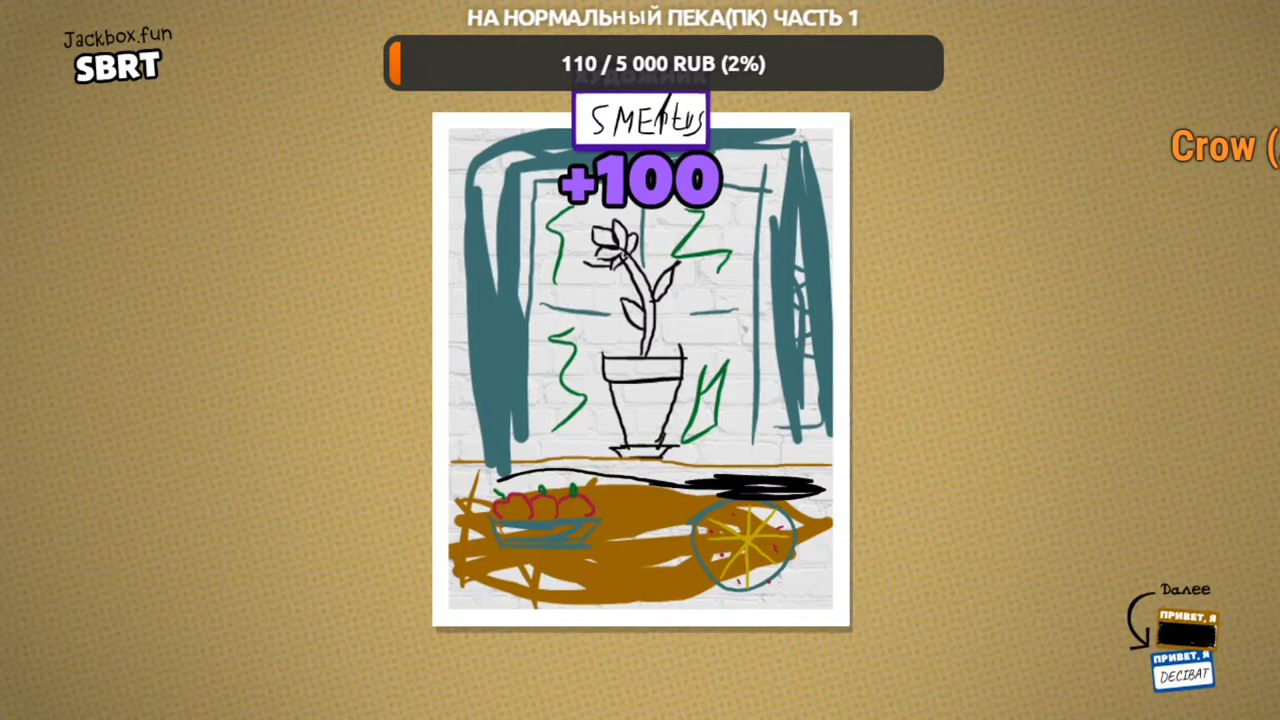 НА НОРМАЛЬНЫЙ ПЕКА(ПК) ЧАСТЬ 1
Jackbox.fun
SBRT
110 / 5 000 RUB (2%)
ХУДОЖНИК
+100
Crow (
Далее
ПРИВЕТ, Я
ПРИВЕТ, Я
DECIBAT